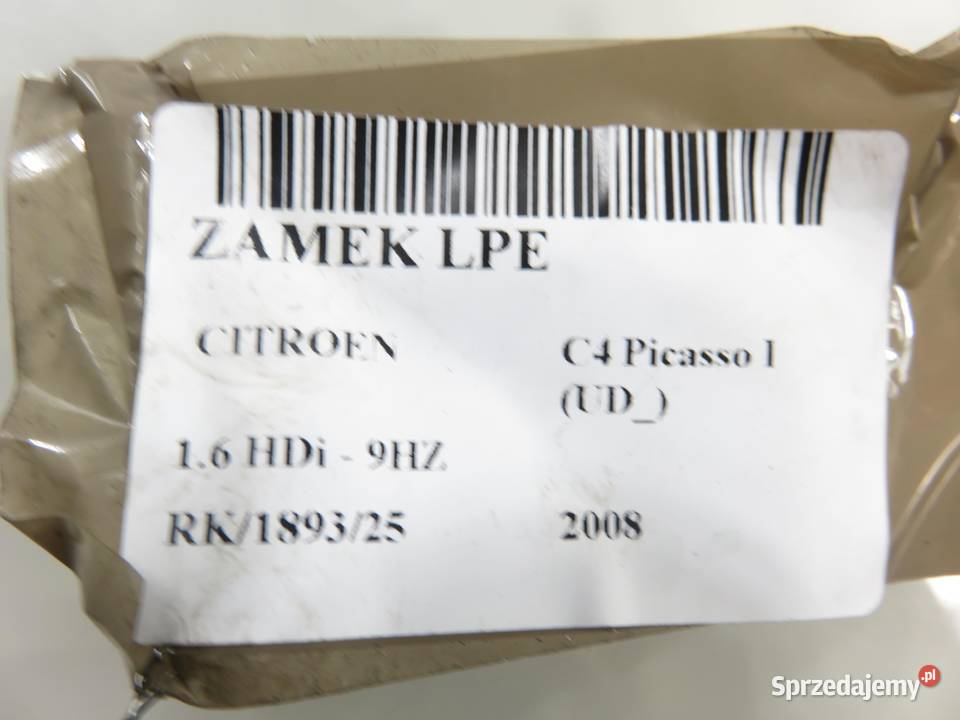 ZAMEK LPE
CITROEN
C4 Picasso I
(UD_)
1.6 HDi - 9HZ
RK/1893/25
2008
Sprzedajemy.pl